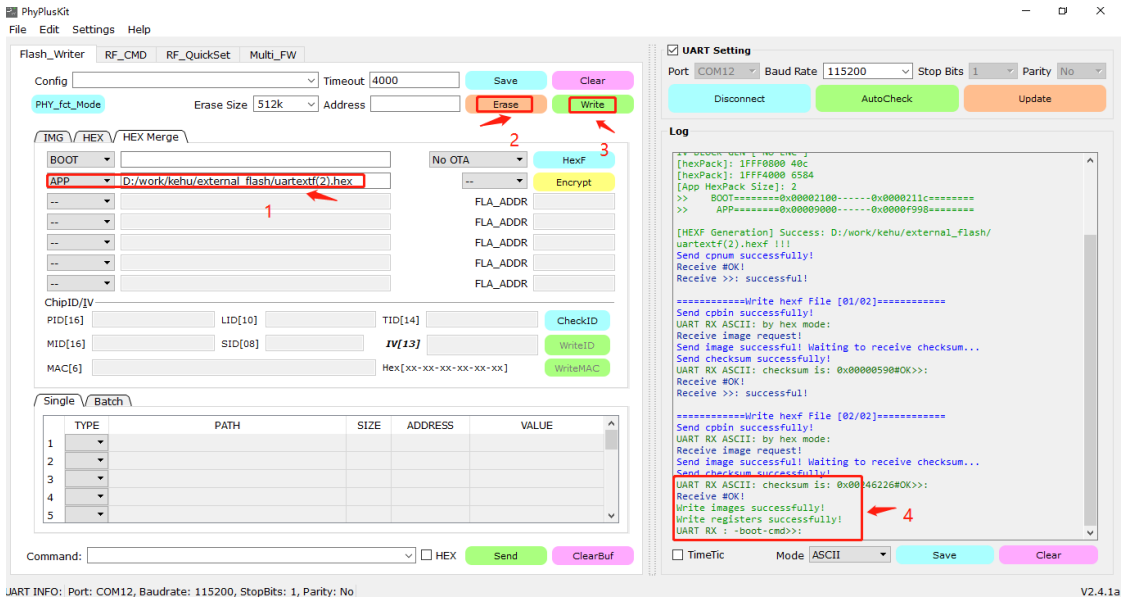 PhyPlusKit
File Edit Settings Help
Flash_Writer RF_CMD RF_QuickSet Multi_FW
Config Timeout 4000 Save Clear
PHY_fct_Mode Erase Size 512k Address Erase Write
2
3
IMG HEX HEX Merge
BOOT No OTA HexF
APP D:/work/kehu/external_flash/uartextf(2).hex -- Encrypt
1
-- FLA_ADDR
-- FLA_ADDR
-- FLA_ADDR
-- FLA_ADDR
-- FLA_ADDR
ChipID/IV
PID[16] LID[10] TID[14] CheckID
MID[16] SID[08] IV[13] WriteID
MAC[6] Hex[xx-xx-xx-xx-xx-xx] WriteMAC
Single Batch
TYPE PATH SIZE ADDRESS VALUE
1
2
3
4
5
Command: HEX Send ClearBuf
UART Setting
Port COM12 Baud Rate 115200 Stop Bits 1 Parity No
Disconnect AutoCheck Update
Log
[hexPack]: 1FFF0800 40c
[hexPack]: 1FFF4000 6584
[App HexPack Size]: 2
>> BOOT========0x00002100------0x0000211c========
>> APP========0x00009000------0x0000f998========
[HEXF Generation] Success: D:/work/kehu/external_flash/
uartextf(2).hexf !!!
Send cpnum successfully!
Receive #OK!
Receive >>: successful!
============Write hexf File [01/02]============
Send cpbin successfully!
UART RX ASCII: by hex mode:
Receive image request!
Send image successful! Waiting to receive checksum...
Send checksum successfully!
UART RX ASCII: checksum is: 0x00000590#OK>>:
Receive #OK!
Receive >>: successful!
============Write hexf File [02/02]============
Send cpbin successfully!
UART RX ASCII: by hex mode:
Receive image request!
Send image successful! Waiting to receive checksum...
Send checksum successfully!
UART RX ASCII: checksum is: 0x00246226#OK>>:
Receive #OK!
Write images successfully!
Write registers successfully!
UART RX : -boot-cmd>>:
4
TimeTic Mode ASCII Save Clear
UART INFO: Port: COM12, Baudrate: 115200, StopBits: 1, Parity: No V2.4.1a